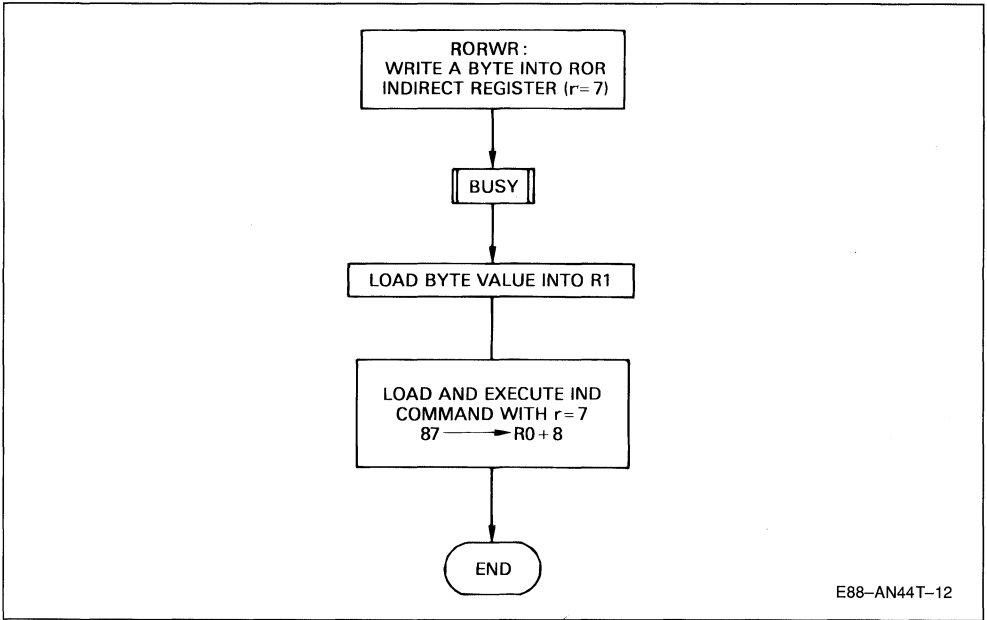 RORWR:
WRITE A BYTE INTO ROR
INDIRECT REGISTER (r=7)
BUSY
LOAD BYTE VALUE INTO R1
LOAD AND EXECUTE IND
COMMAND WITH r=7
87 → R0+8
END
E88–AN44T–12